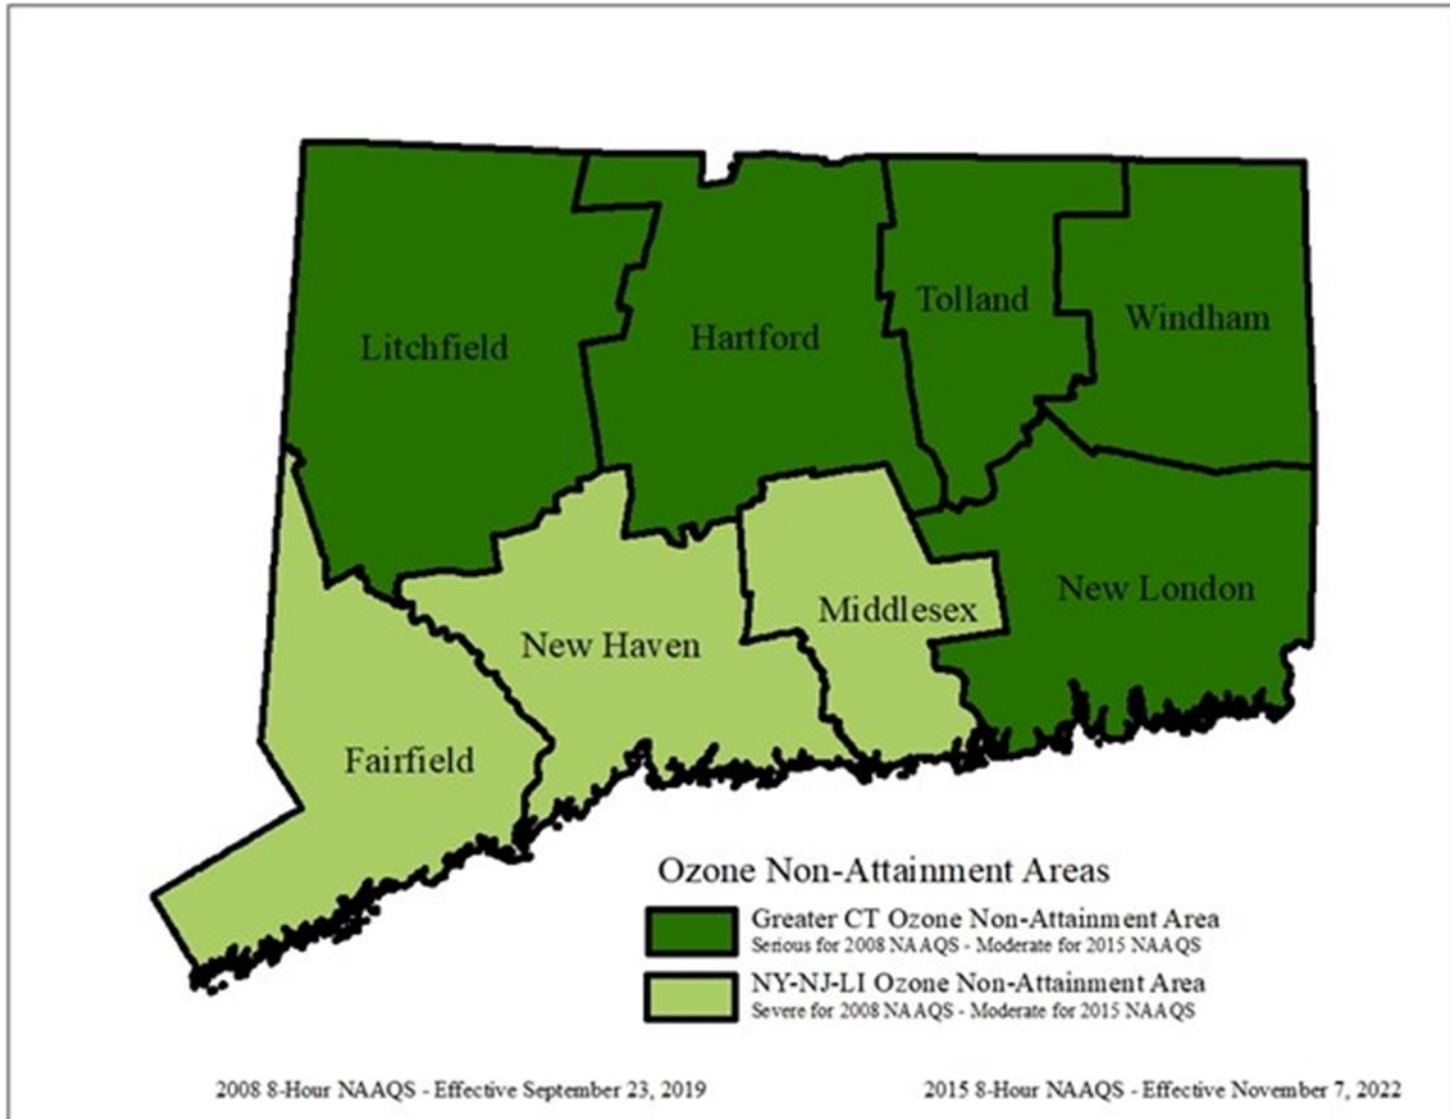 Tolland
Windham
Hartford
Litchfield
New London
Middlesex
New Haven
Fairfield
Ozone Non-Attainment Areas
Greater CT Ozone Non-Attainment Area
Serious for 2008 NAAQS - Moderate for 2015 NAAQS
NY-NJ-LI Ozone Non-Attainment Area
Severe for 2008 NAAQS - Moderate for 2015 NAAQS
2008 8-Hour NAAQS - Effective September 23, 2019
2015 8-Hour NAAQS - Effective November 7, 2022